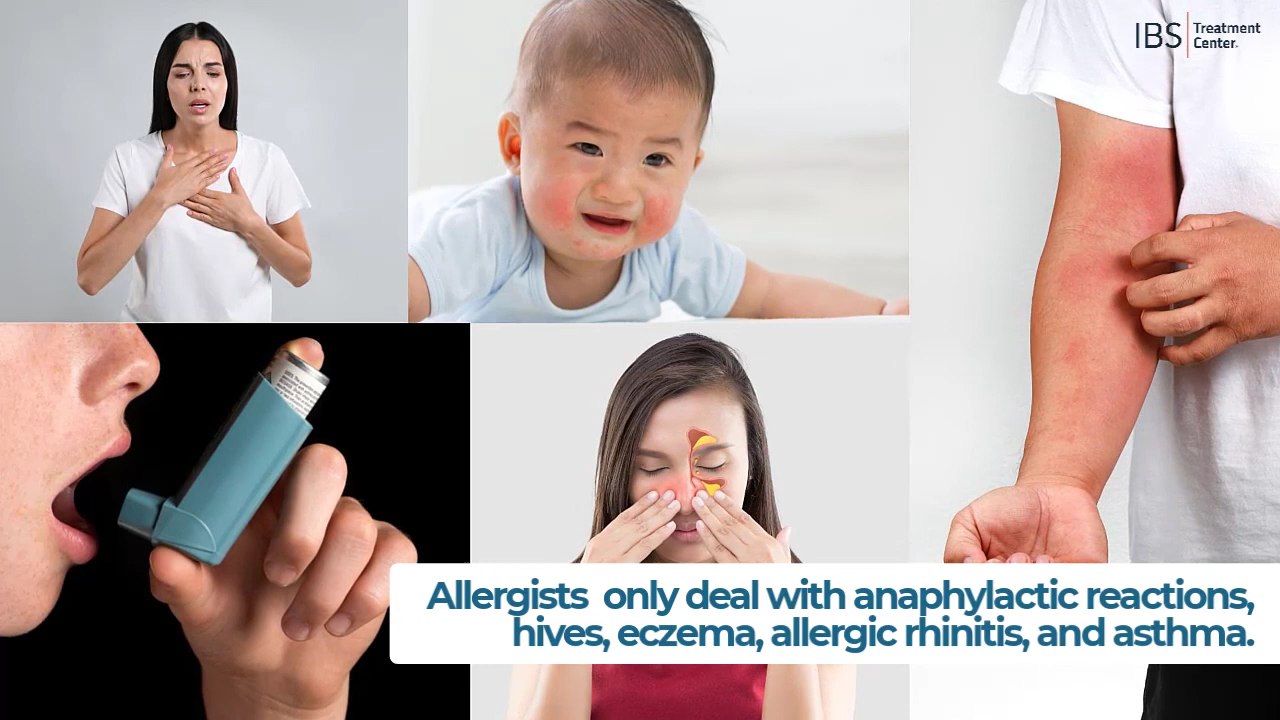 IBS Treatment
Center.
Allergists only deal with anaphylactic reactions,
hives, eczema, allergic rhinitis, and asthma.